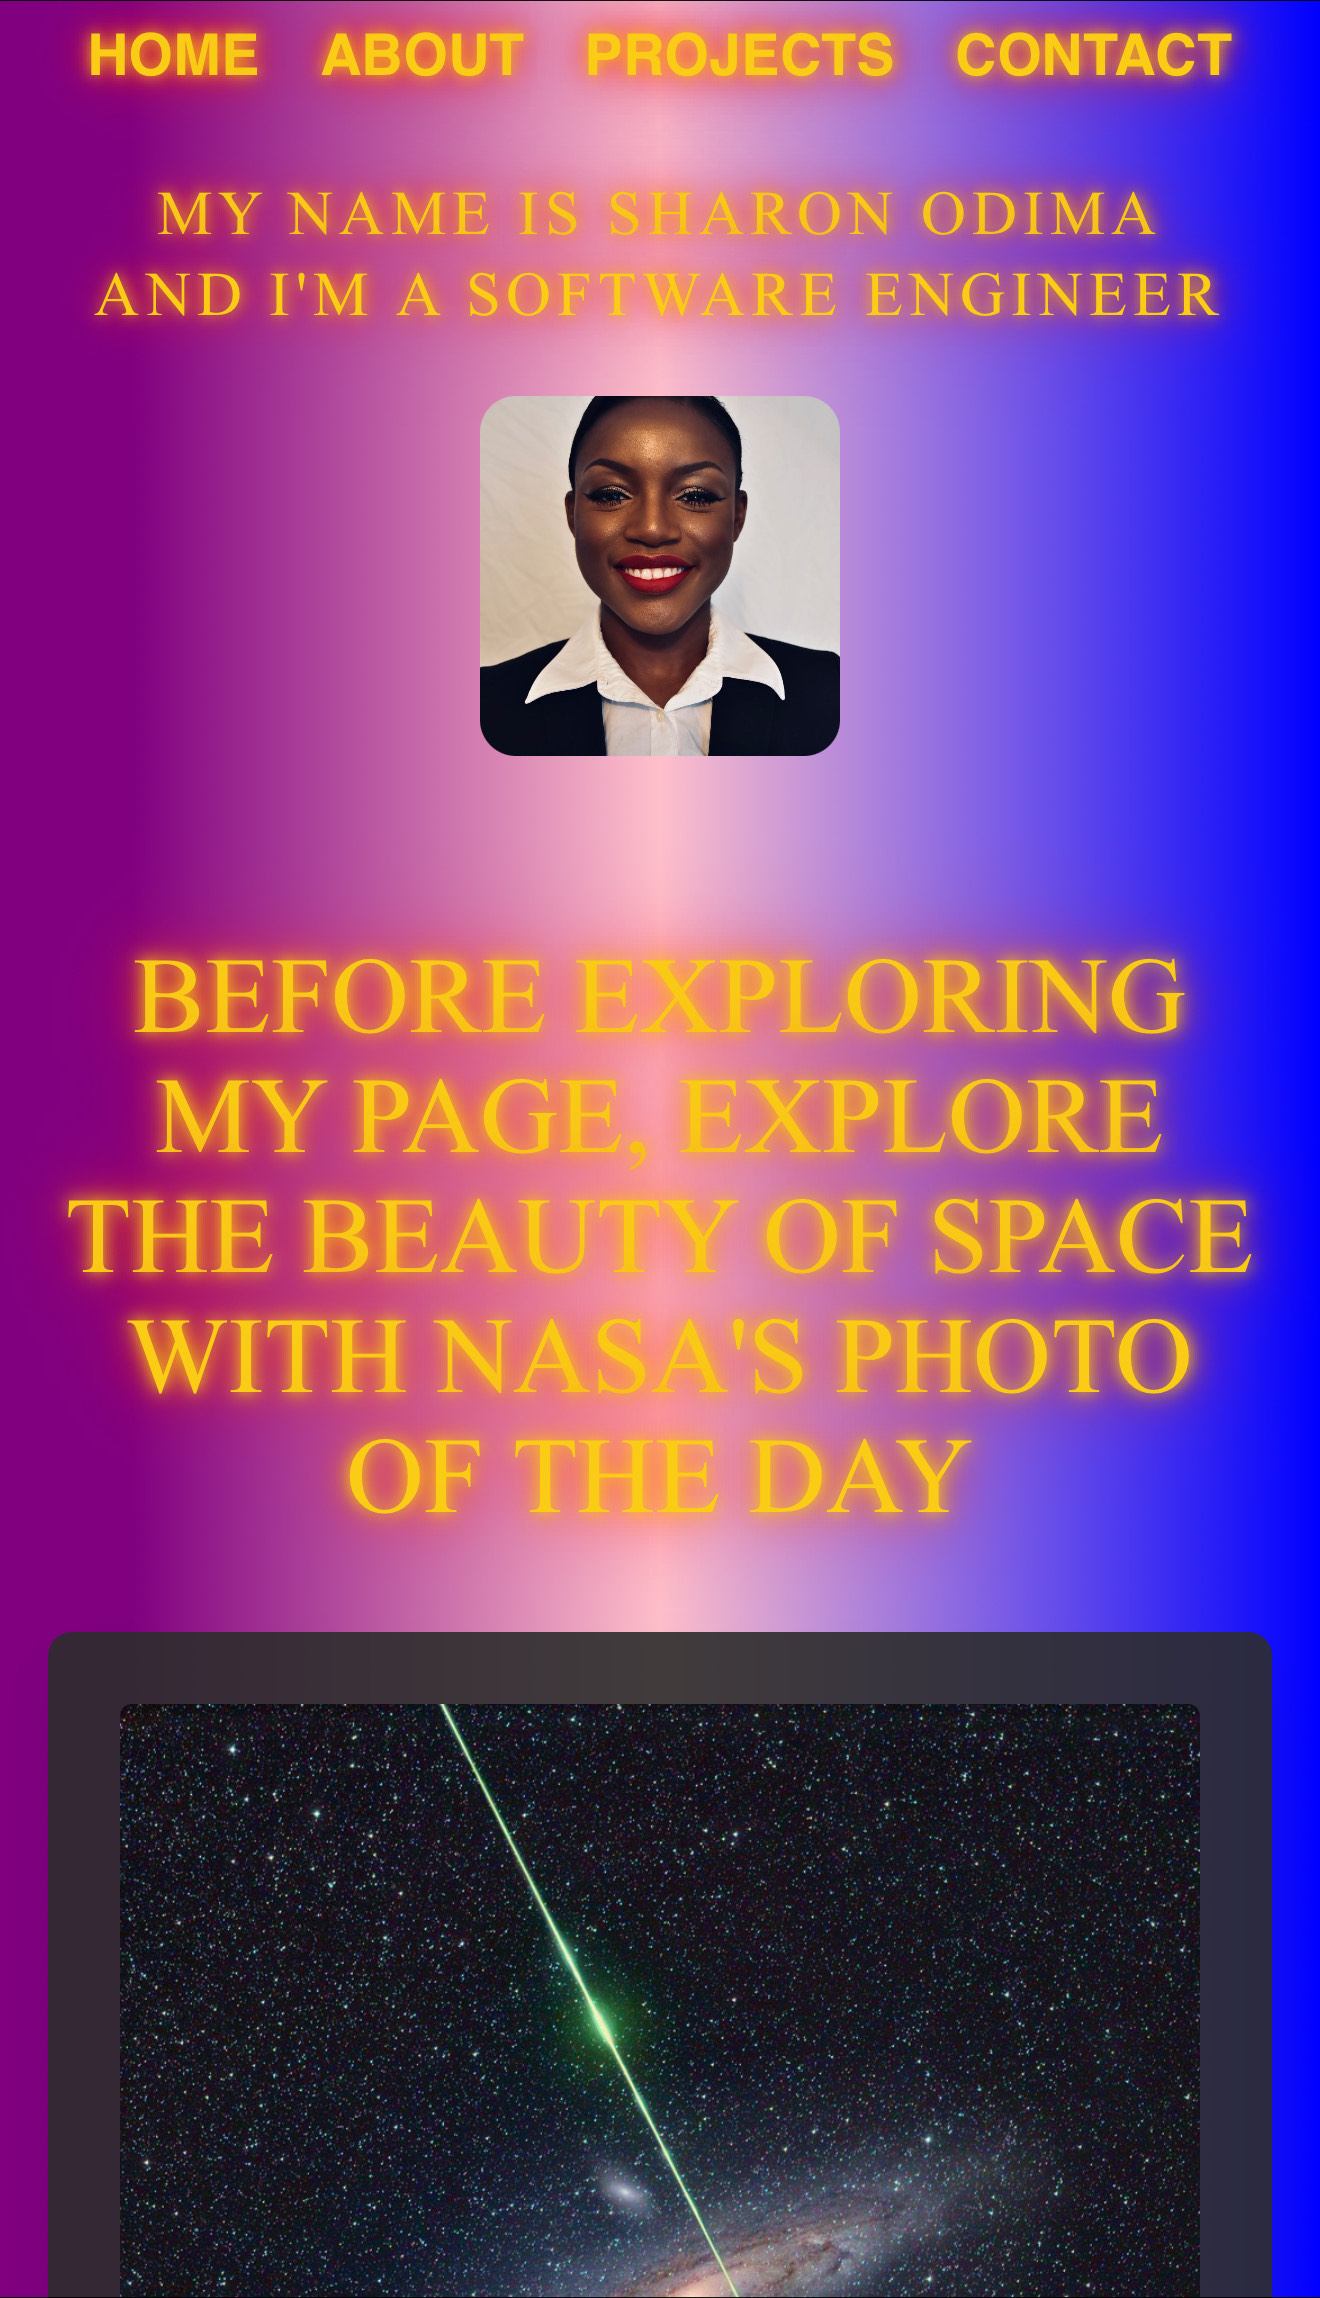 HOME ABOUT PROJECTS CONTACT
MY NAME IS SHARON ODIMA
AND I'M A SOFTWARE ENGINEER
BEFORE EXPLORING
MY PAGE, EXPLORE
THE BEAUTY OF SPACE
WITH NASA'S PHOTO
OF THE DAY